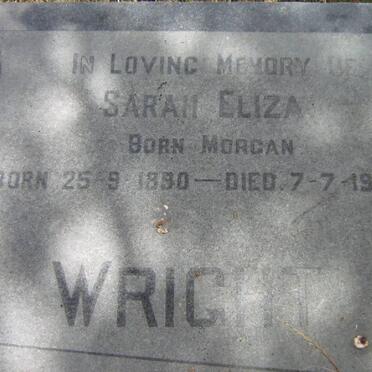 In Loving Memory Of
Sarah Eliza
Born Morgan
Born 25-9 1880 — Died 7-7-19
WRIGHT